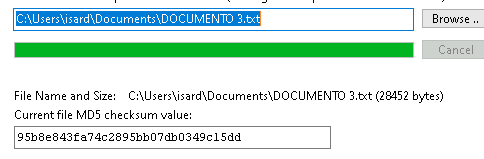 C:\Users\isard\Documents\DOCUMENTO 3.txt
Browse ..
Cancel
File Name and Size: C:\Users\isard\Documents\DOCUMENTO 3.txt (28452 bytes)
Current file MD5 checksum value:
95b8e843fa74c2895bb07db0349c15dd